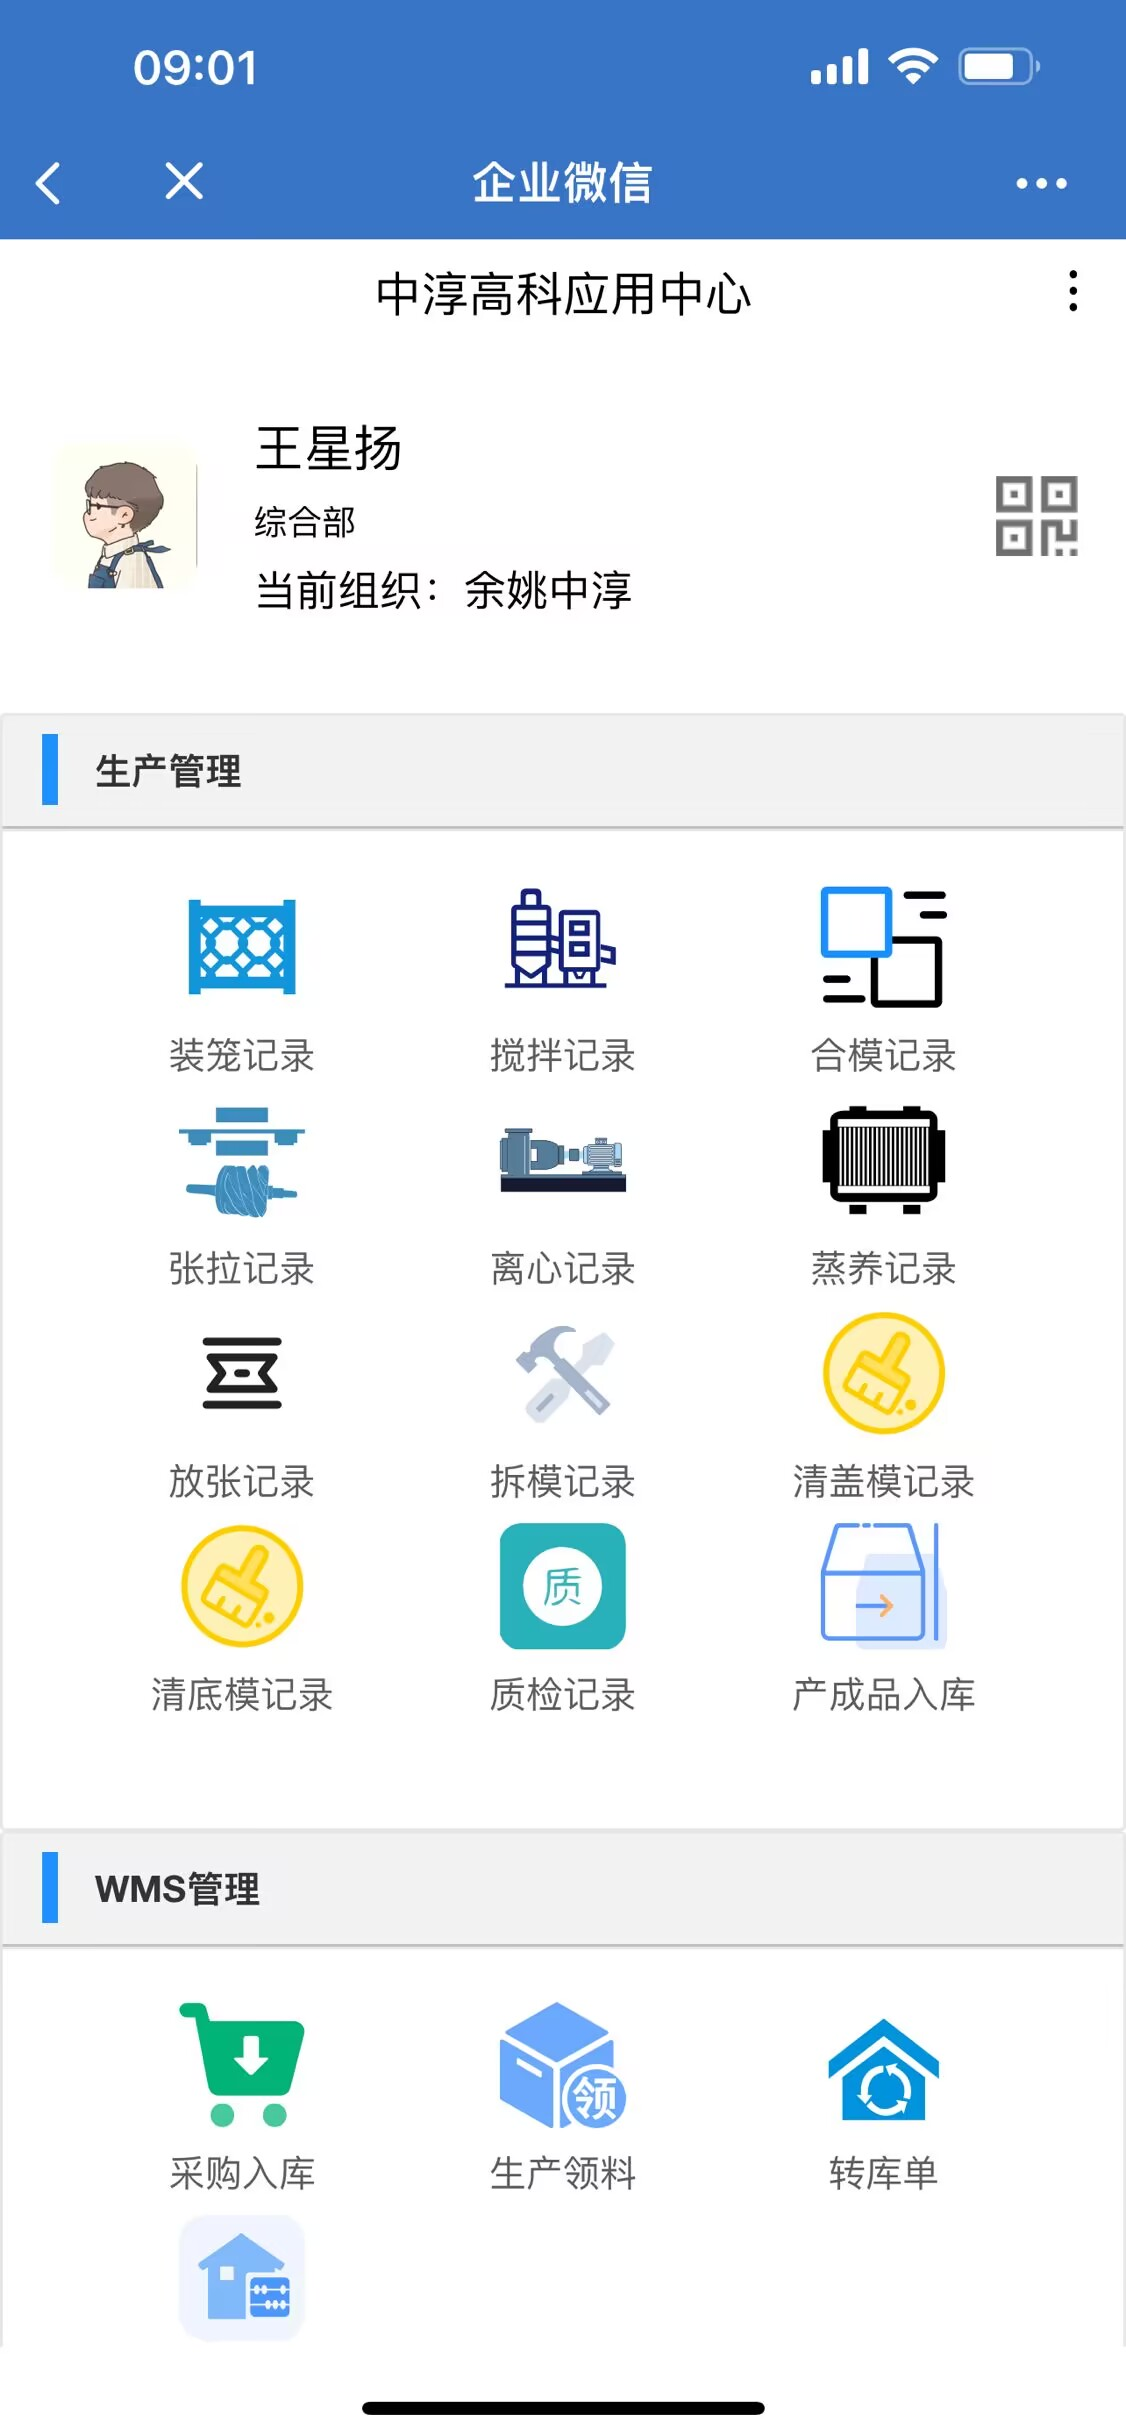 09:01
企业微信
中淳高科应用中心
王星扬
综合部
当前组织：余姚中淳
生产管理
装笼记录
搅拌记录
合模记录
张拉记录
离心记录
蒸养记录
放张记录
拆模记录
清盖模记录
质
清底模记录
质检记录
产成品入库
WMS管理
领
采购入库
生产领料
转库单